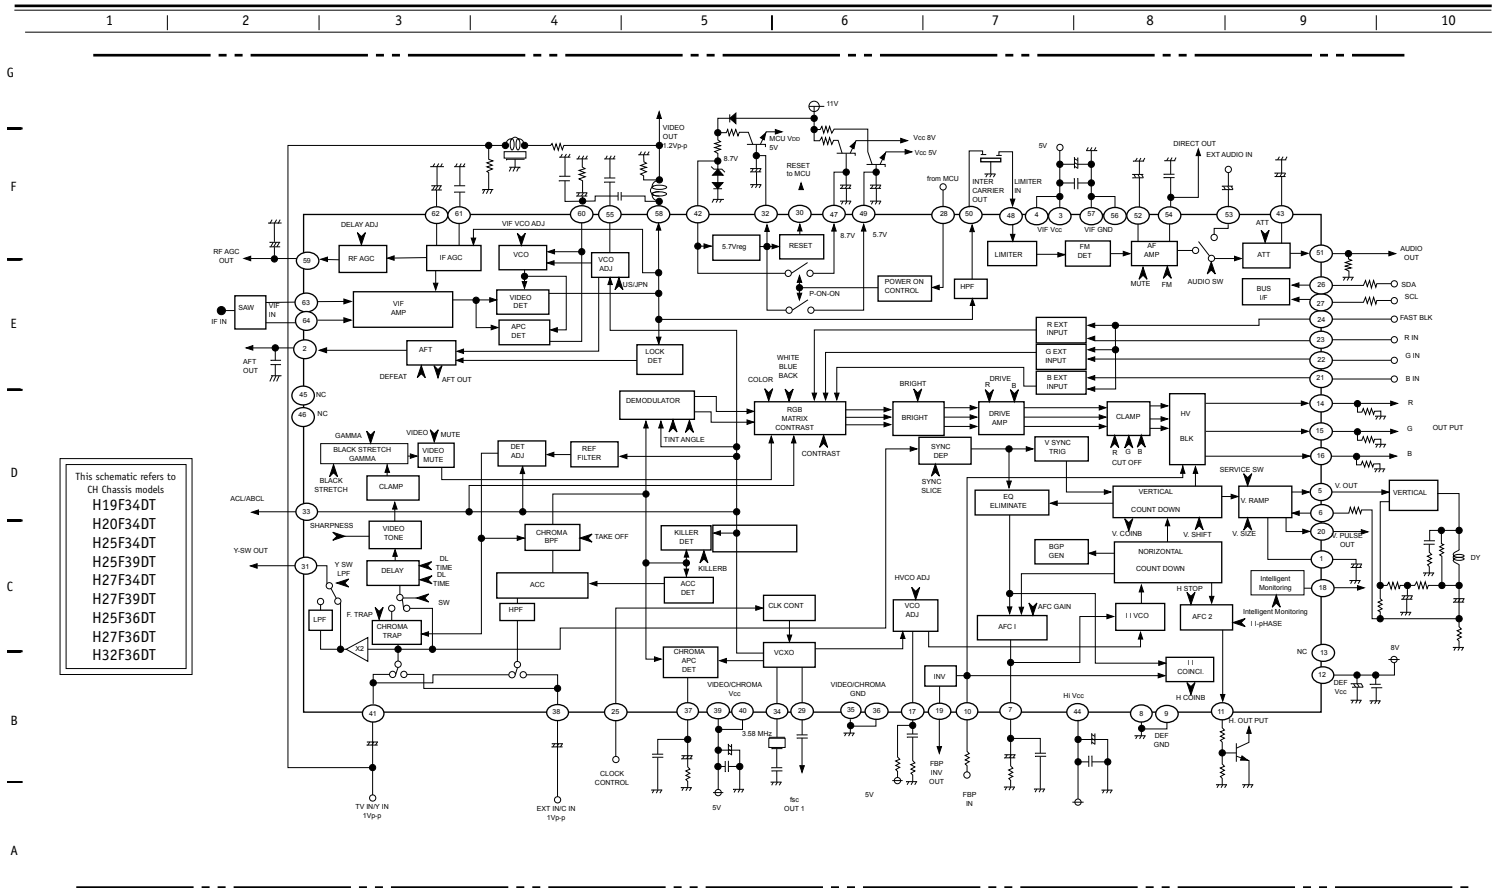 1 2 3 4 5 6 7 8 9 10
G
F
E
D
C
B
A
This schematic refers to
CH Chassis models
H19F34DT
H20F34DT
H25F34DT
H25F39DT
H27F34DT
H27F39DT
H25F36DT
H27F36DT
H32F36DT
VIDEO
OUT
1.2Vp-p
8.7V
MCU VDD
5V
11V
RESET
to MCU
Vcc 8V
Vcc 5V
from MCU
INTER
CARRIER
OUT
LIMITER
IN
5V
DIRECT OUT
EXT AUDIO IN
62
61
60
55
58
42
32
30
47
49
28
50
48
4
3
57
56
52
54
53
43
VIF Vcc
VIF GND
DELAY ADJ
RF AGC
IF AGC
VIF VCO ADJ
VCO
VCO
ADJ
US/JPN
5.7Vreg
RESET
8.7V
5.7V
P-ON-ON
POWER ON
CONTROL
HPF
LIMITER
FM
DET
AF
AMP
MUTE
FM
AUDIO SW
ATT
ATT
BUS
I/F
RF AGC
OUT
59
SAW
VIF
IN
IF IN
63
64
VIF
AMP
VIDEO
DET
APC
DET
AFT
OUT
2
AFT
DEFEAT
AFT OUT
LOCK
DET
45
NC
46
NC
51
AUDIO
OUT
26
SDA
27
SCL
24
FAST BLK
23
R IN
22
G IN
21
B IN
R EXT
INPUT
G EXT
INPUT
B EXT
INPUT
WHITE
BLUE
BACK
COLOR
DEMODULATOR
TINT ANGLE
RGB
MATRIX
CONTRAST
CONTRAST
BRIGHT
BRIGHT
DRIVE
R
B
DRIVE
AMP
CLAMP
R G B
CUT OFF
HV
BLK
14
R
15
G
OUT PUT
16
B
GAMMA
VIDEO
MUTE
BLACK STRETCH
GAMMA
VIDEO
MUTE
BLACK
STRETCH
CLAMP
DET
ADJ
REF
FILTER
SYNC
DEP
SYNC
SLICE
V SYNC
TRIG
EQ
ELIMINATE
VERTICAL
COUNT DOWN
V. COINB
V. SHIFT
SERVICE SW
V. RAMP
V. SIZE
5
V. OUT
6
20
V. PULSE
OUT
VERTICAL
DY
ACL/ABCL
33
SHARPNESS
VIDEO
TONE
CHROMA
BPF
TAKE OFF
KILLER
DET
KILLERB
BGP
GEN
NORIZONTAL
COUNT DOWN
1
18
Intelligent
Monitoring
Intelligent Monitoring
Y-SW OUT
31
Y SW
LPF
DELAY
DL
TIME
DL
TIME
SW
LPF
F. TRAP
CHROMA
TRAP
X2
ACC
HPF
ACC
DET
CLK CONT
VCXO
CHROMA
APC
DET
HVCO ADJ
VCO
ADJ
AFC I
AFC GAIN
I I VCO
H STOP
AFC 2
I I-pHASE
I I
COINCI.
H COINB
INV
NC
13
12
DEF
Vcc
8V
VIDEO/CHROMA
Vcc
VIDEO/CHROMA
GND
Hi Vcc
41
38
25
37
39
40
34
29
35
36
17
19
10
7
44
8
9
11
H. OUT PUT
DEF
GND
3.58 MHz
CLOCK
CONTROL
5V
fsc
OUT 1
5V
FBP
INV
OUT
FBP
IN
TV IN/Y IN
1Vp-p
EXT IN/C IN
1Vp-p